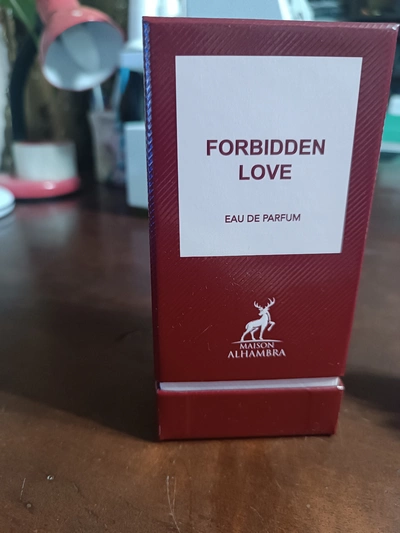 FORBIDDEN
LOVE
EAU DE PARFUM
MAISON
ALHAMBRA